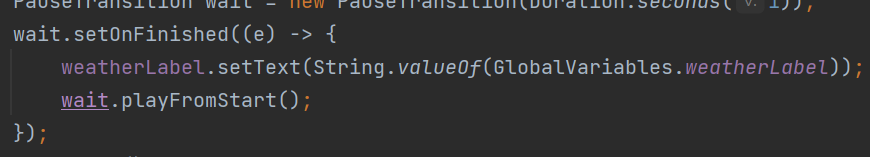 PauseTransition wait = new PauseTransition(Duration.seconds( v: 1));
wait.setOnFinished((e) -> {
weatherLabel.setText(String.valueOf(GlobalVariables.weatherLabel));
wait.playFromStart();
});